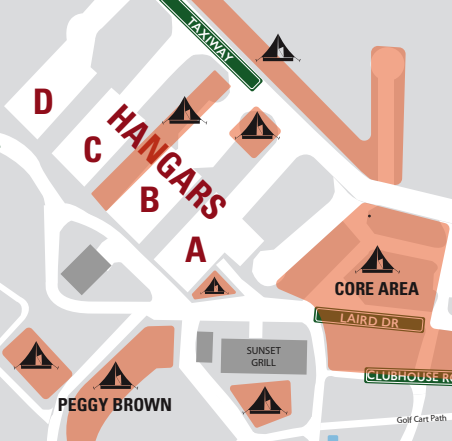 TAXIWAY
D
HANGARS
C
B
A
CORE AREA
LAIRD DR
SUNSET
GRILL
CLUBHOUSE
PEGGY BROWN
Golf Cart Path